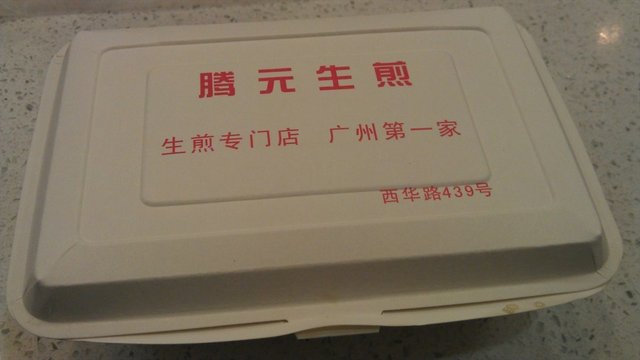 腾元生煎
生煎专门店 广州第一家
西华路439号